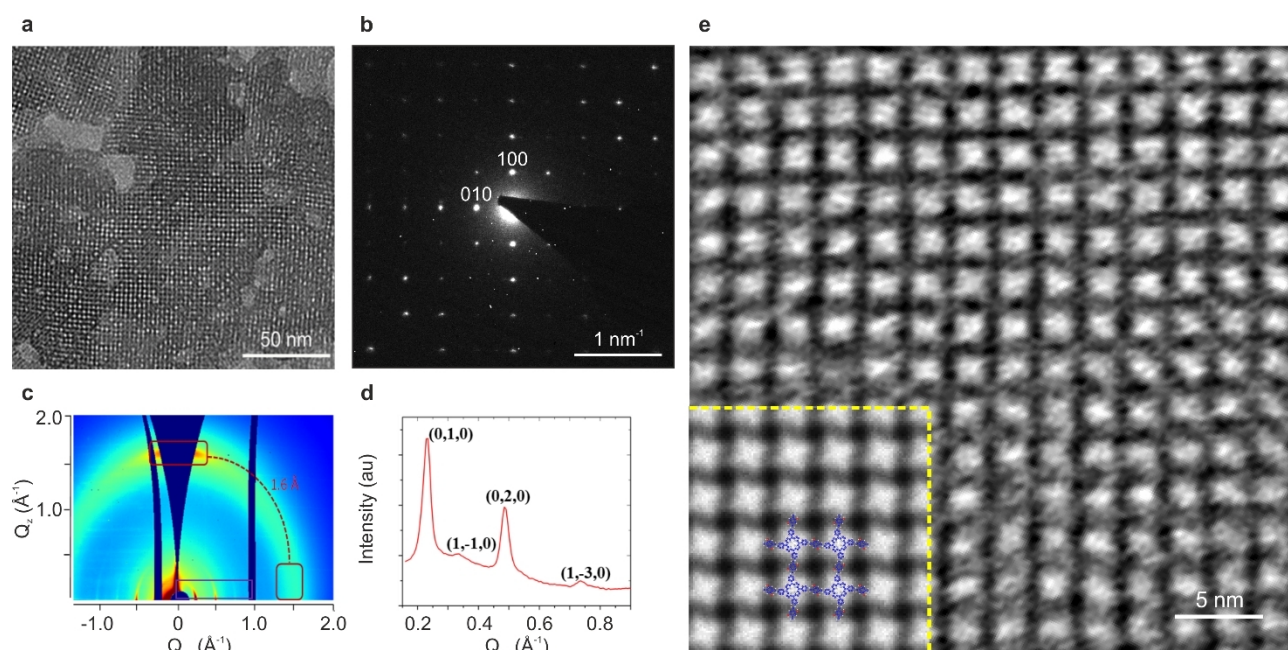 a
50 nm
b
100
010
1 nm⁻¹
c
2.0
1.0
Qz (Å⁻¹)
1.6 Å
-1.0
0
1.0
2.0
Q (Å⁻¹)
d
Intensity (au)
(0,1,0)
(1,-1,0)
(0,2,0)
(1,-3,0)
0.2
0.4
0.6
0.8
Q (Å⁻¹)
e
5 nm